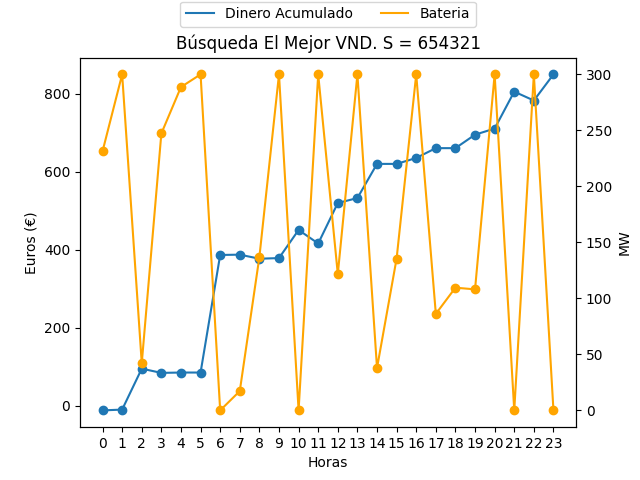 Dinero Acumulado Bateria
Búsqueda El Mejor VND. S = 654321
800
600
400
200
0
Euros (€)
300
250
200
150
100
50
0
MW
0 1 2 3 4 5 6 7 8 9 10 11 12 13 14 15 16 17 18 19 20 21 22 23
Horas